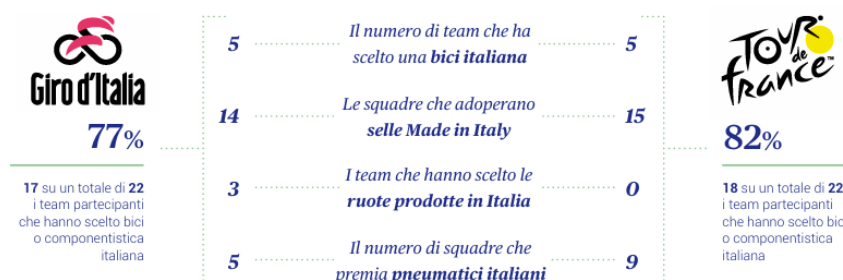 Giro d'Italia
77%
17 su un totale di 22
i team partecipanti
che hanno scelto bici
o componentistica
italiana
5
Il numero di team che ha
scelto una bici italiana
5
14
Le squadre che adoperano
selle Made in Italy
15
3
I team che hanno scelto le
ruote prodotte in Italia
0
5
Il numero di squadre che
premia pneumatici italiani
9
TOUR
de
france
TM
82%
18 su un totale di 22
i team partecipanti
che hanno scelto bici
o componentistica
italiana